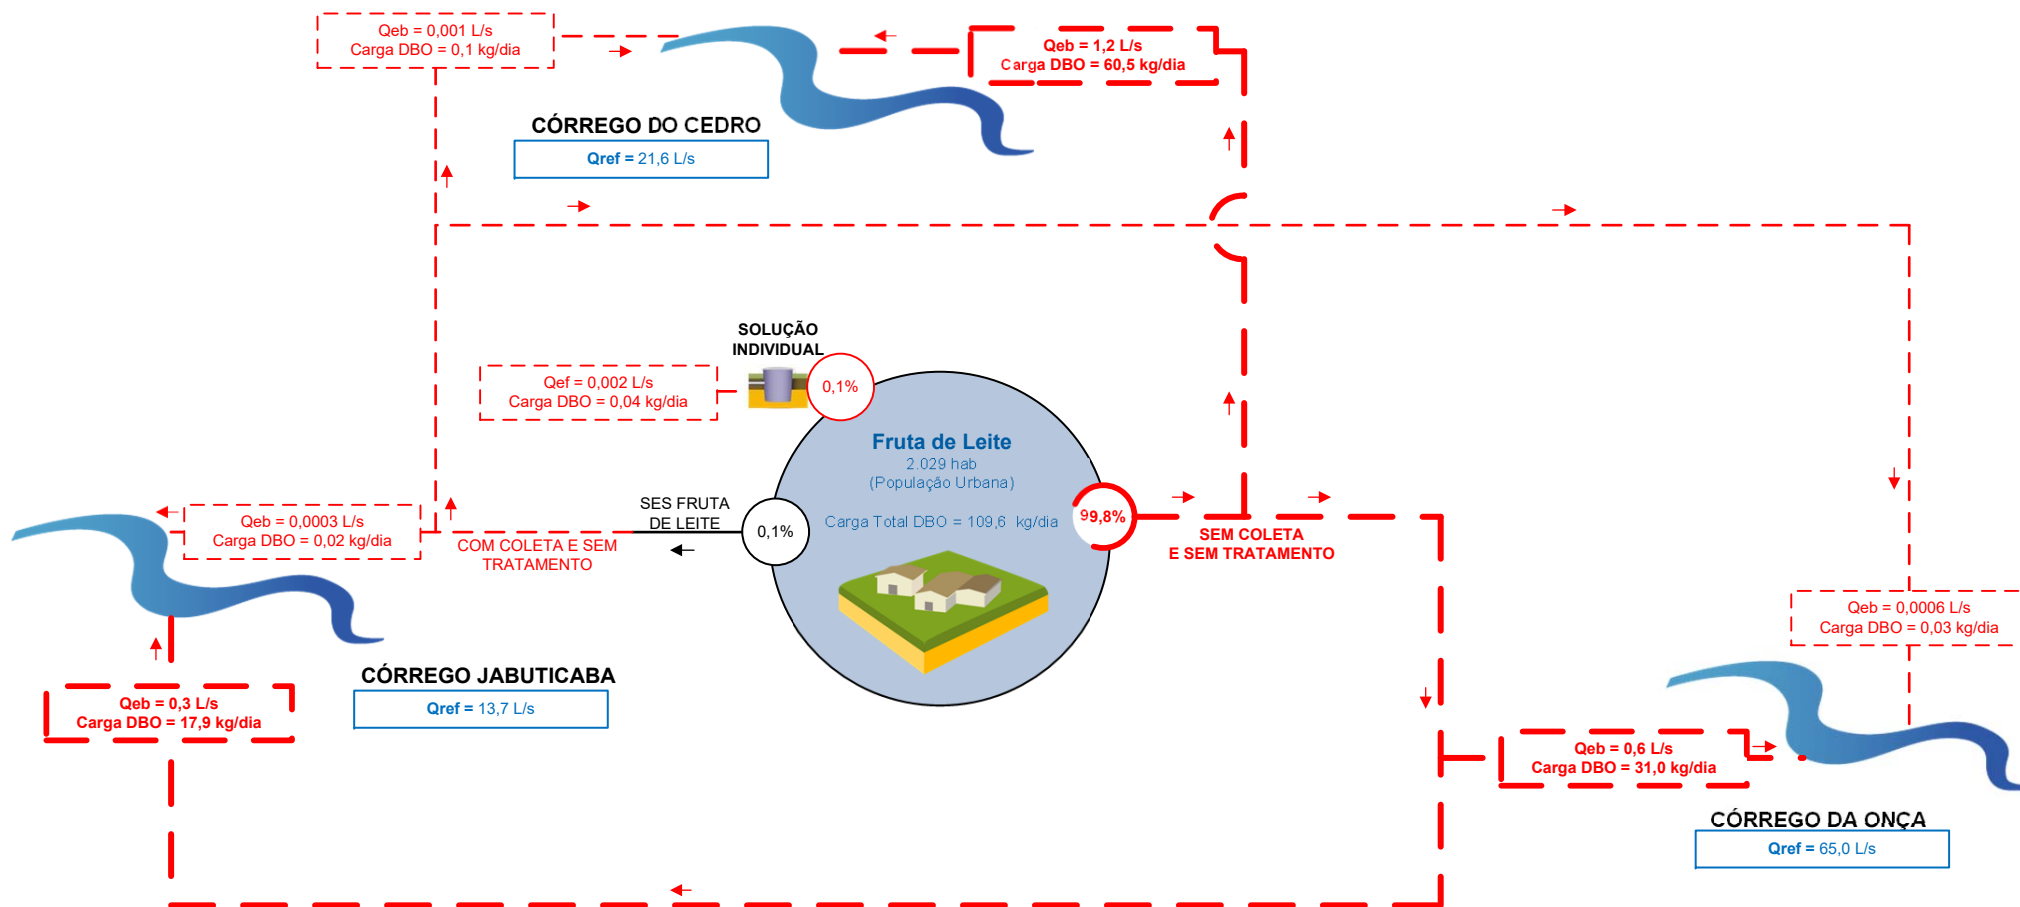 Qeb = 0,001 L/s
Carga DBO = 0,1 kg/dia
Qeb = 1,2 L/s
Carga DBO = 60,5 kg/dia
CÓRREGO DO CEDRO
Qref = 21,6 L/s
SOLUÇÃO
INDIVIDUAL
0,1%
Qef = 0,002 L/s
Carga DBO = 0,04 kg/dia
Fruta de Leite
2.029 hab
(População Urbana)
Carga Total DBO = 109,6 kg/dia
SES FRUTA
DE LEITE
0,1%
99,8%
Qeb = 0,0003 L/s
Carga DBO = 0,02 kg/dia
COM COLETA E SEM
TRATAMENTO
SEM COLETA
E SEM TRATAMENTO
Qeb = 0,0006 L/s
Carga DBO = 0,03 kg/dia
CÓRREGO JABUTICABA
Qref = 13,7 L/s
Qeb = 0,3 L/s
Carga DBO = 17,9 kg/dia
Qeb = 0,6 L/s
Carga DBO = 31,0 kg/dia
CÓRREGO DA ONÇA
Qref = 65,0 L/s